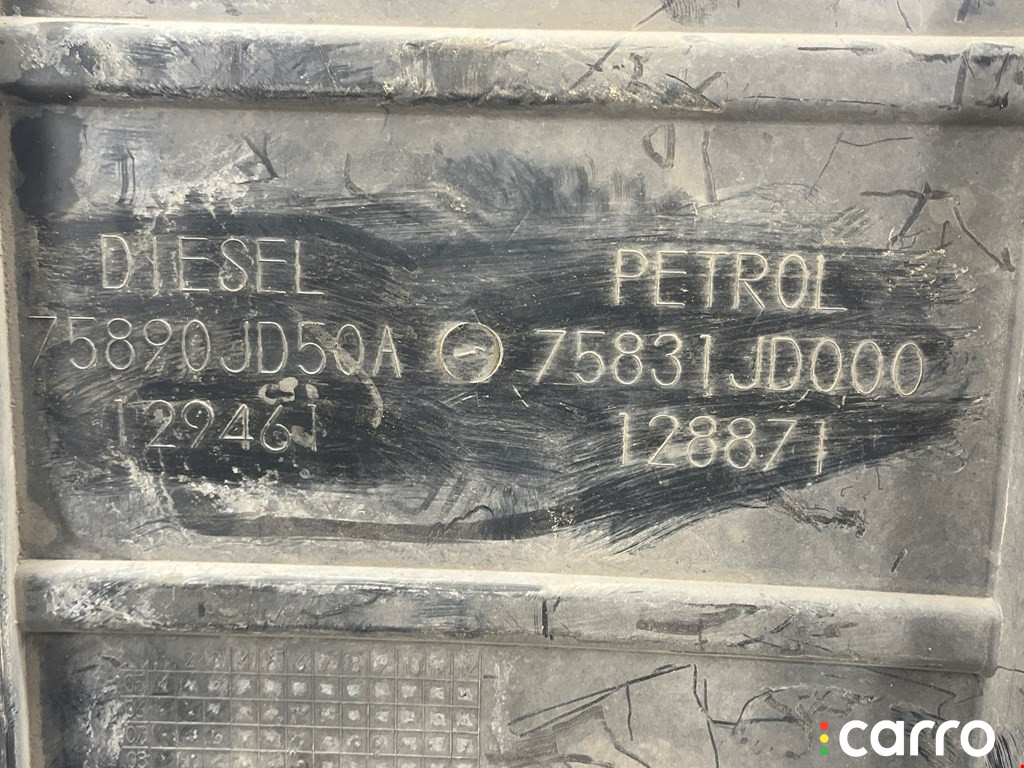 DIESEL
75890JD50A
129461
PETROL
75831JD000
128871
carro